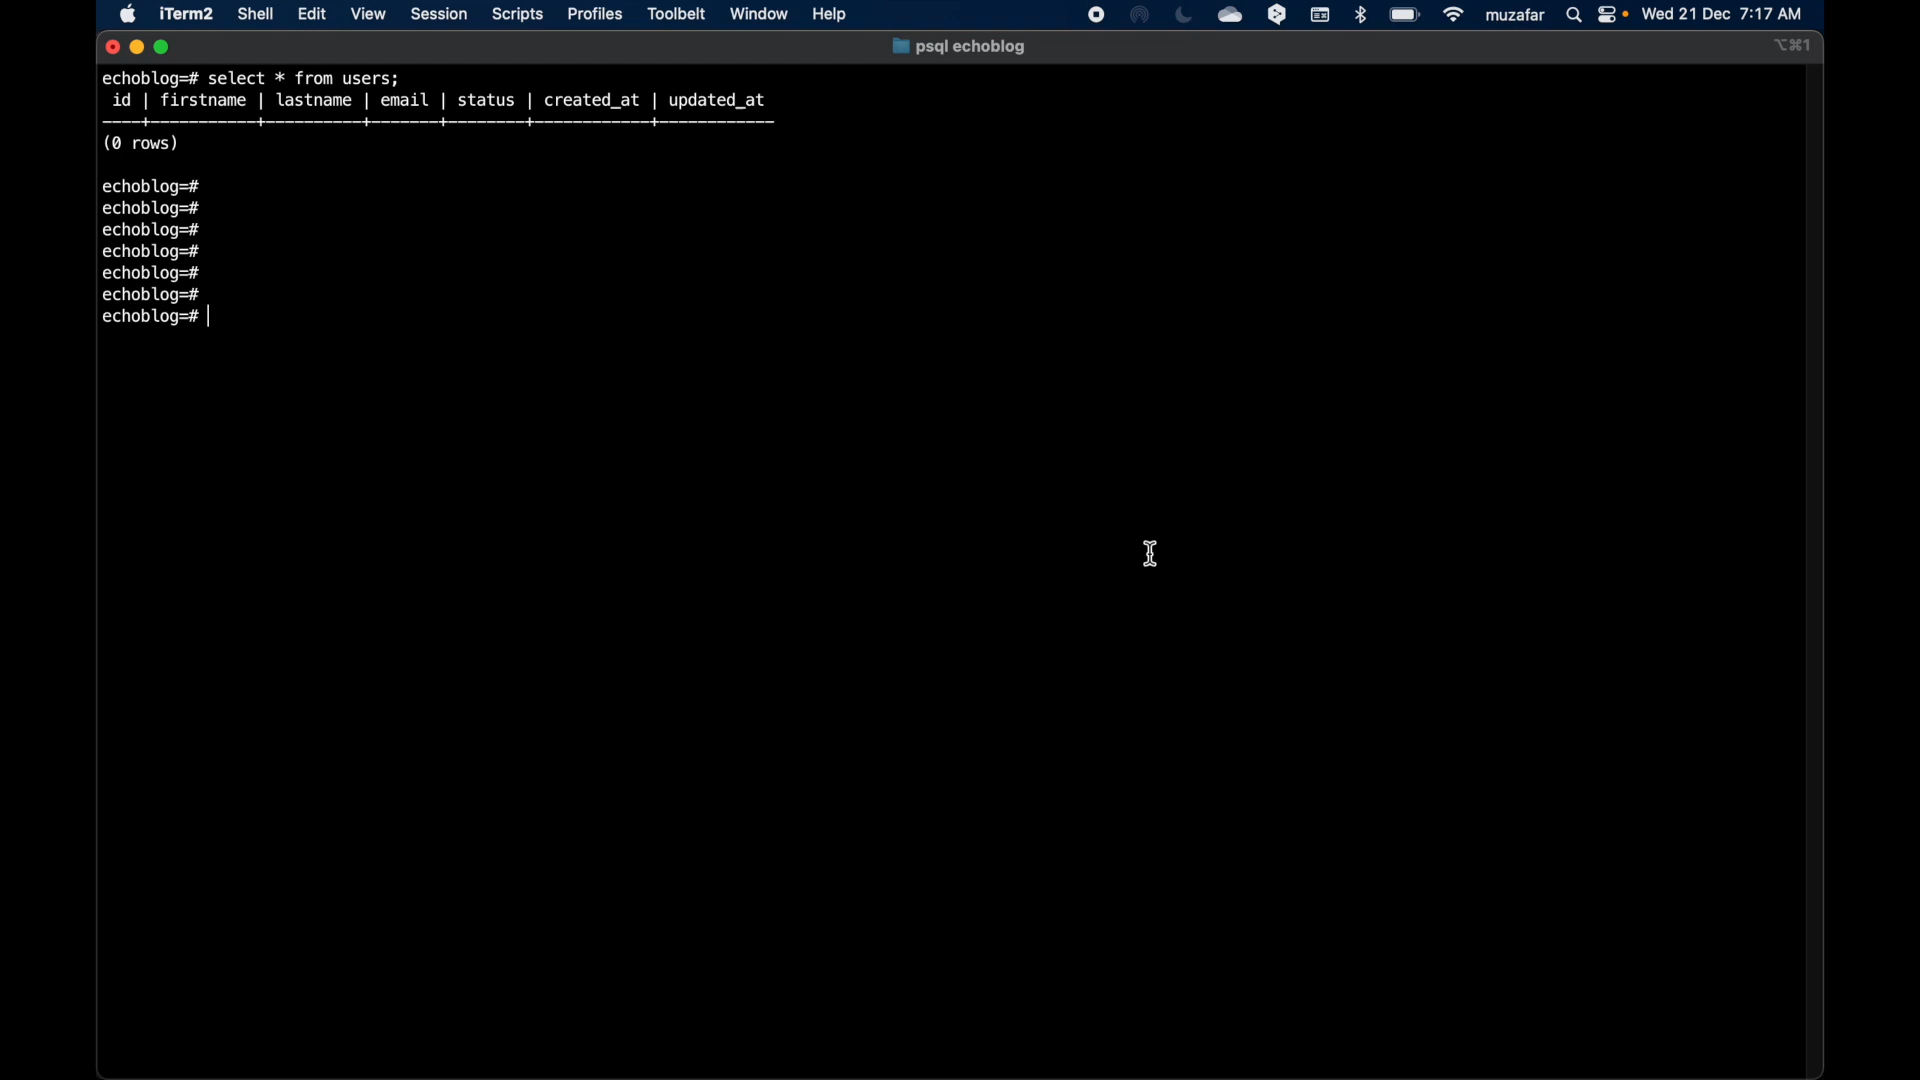 iTerm2 Shell Edit View Session Scripts Profiles Toolbelt Window Help muzafar Wed 21 Dec 7:17 AM
psql echoblog ⌥⌘1
echoblog=# select * from users;
id | firstname | lastname | email | status | created_at | updated_at
----+-----------+----------+-------+--------+------------+------------
(0 rows)
echoblog=#
echoblog=#
echoblog=#
echoblog=#
echoblog=#
echoblog=#
echoblog=#